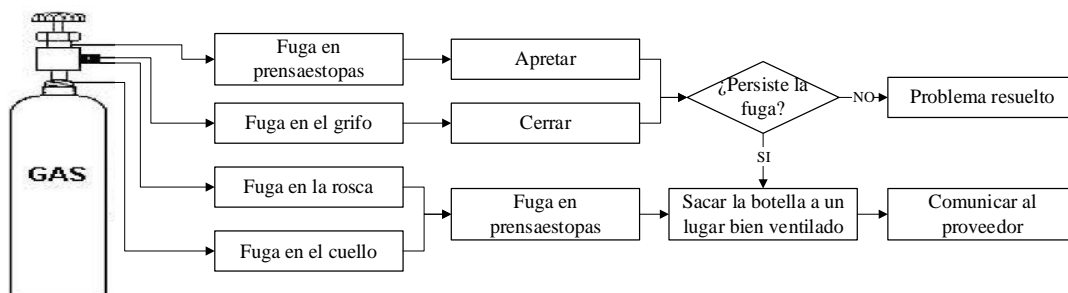 GAS
Fuga en
prensaestopas
Apretar
¿Persiste la
fuga?
NO
Problema resuelto
Fuga en el grifo
Cerrar
SI
Fuga en la rosca
Fuga en el cuello
Fuga en
prensaestopas
Sacar la botella a un
lugar bien ventilado
Comunicar al
proveedor